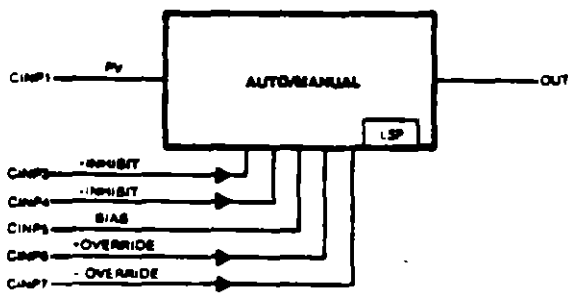 CINP1 PV AUTO/MANUAL OUT
LSP
CINP3 -INHIBIT
CINP4 -INHIBIT
CINP5 BIAS
CINP6 +OVERRIDE
CINP7 -OVERRIDE